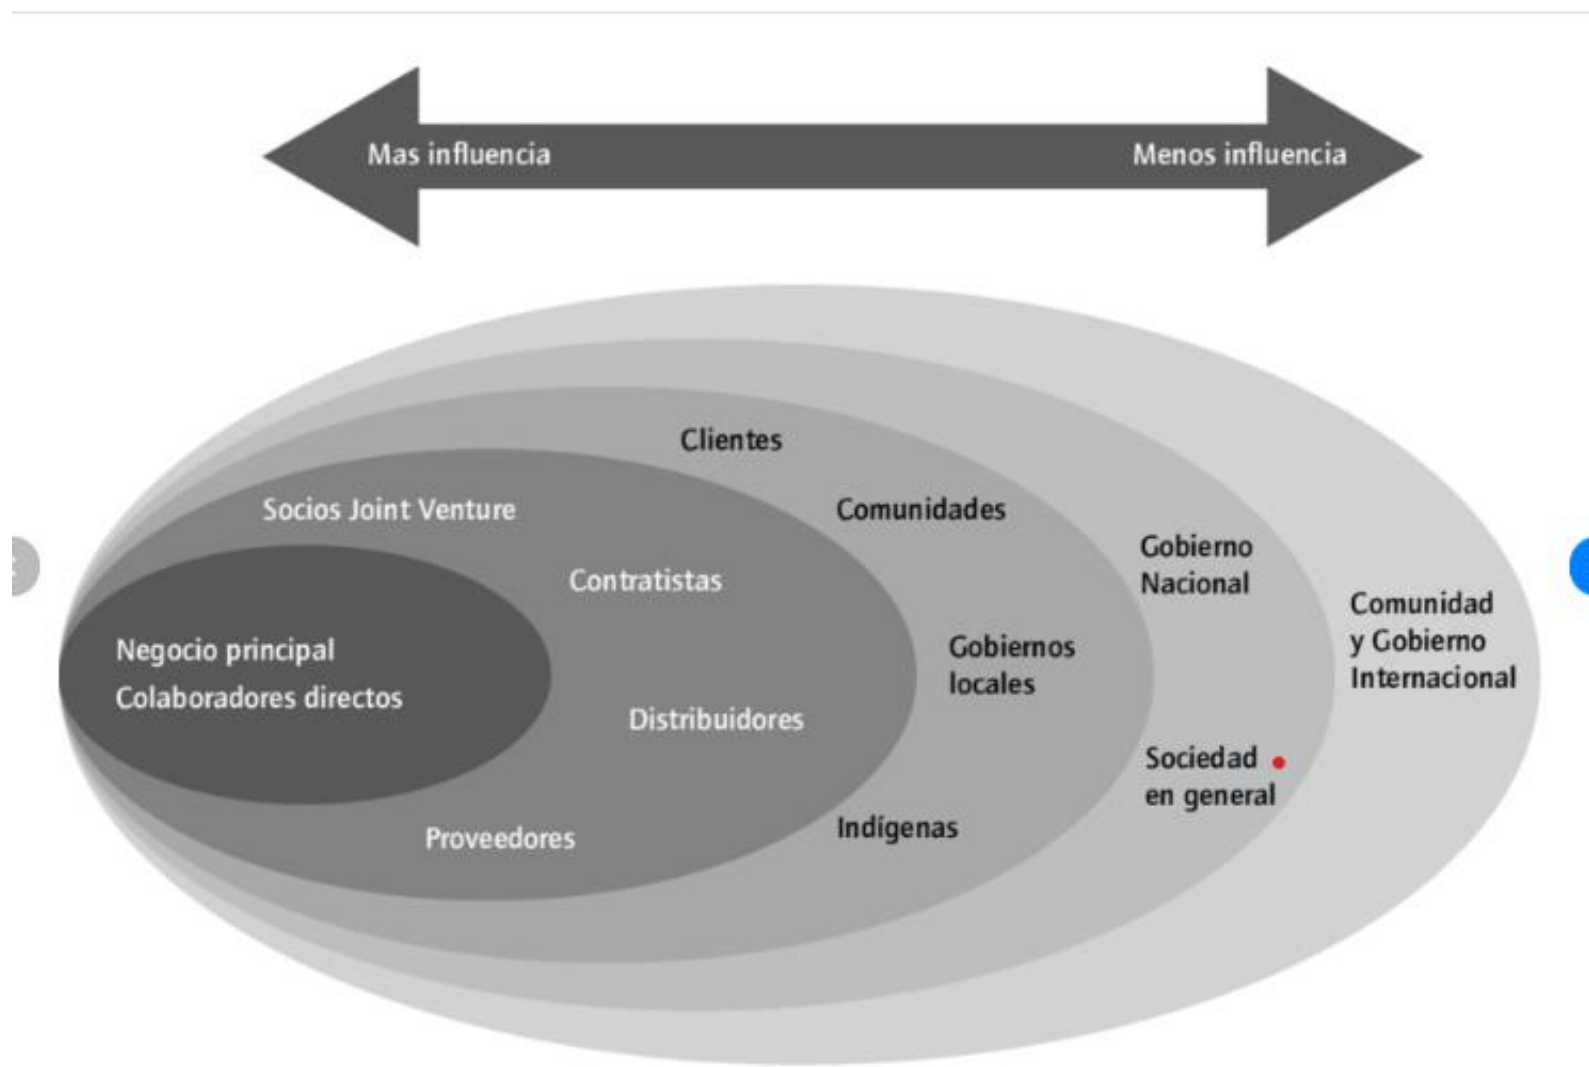 Mas influencia
Menos influencia
Clientes
Socios Joint Venture
Comunidades
Contratistas
Gobierno
Nacional
Comunidad
y Gobierno
Internacional
Negocio principal
Colaboradores directos
Gobiernos
locales
Distribuidores
Sociedad
en general
Indígenas
Proveedores